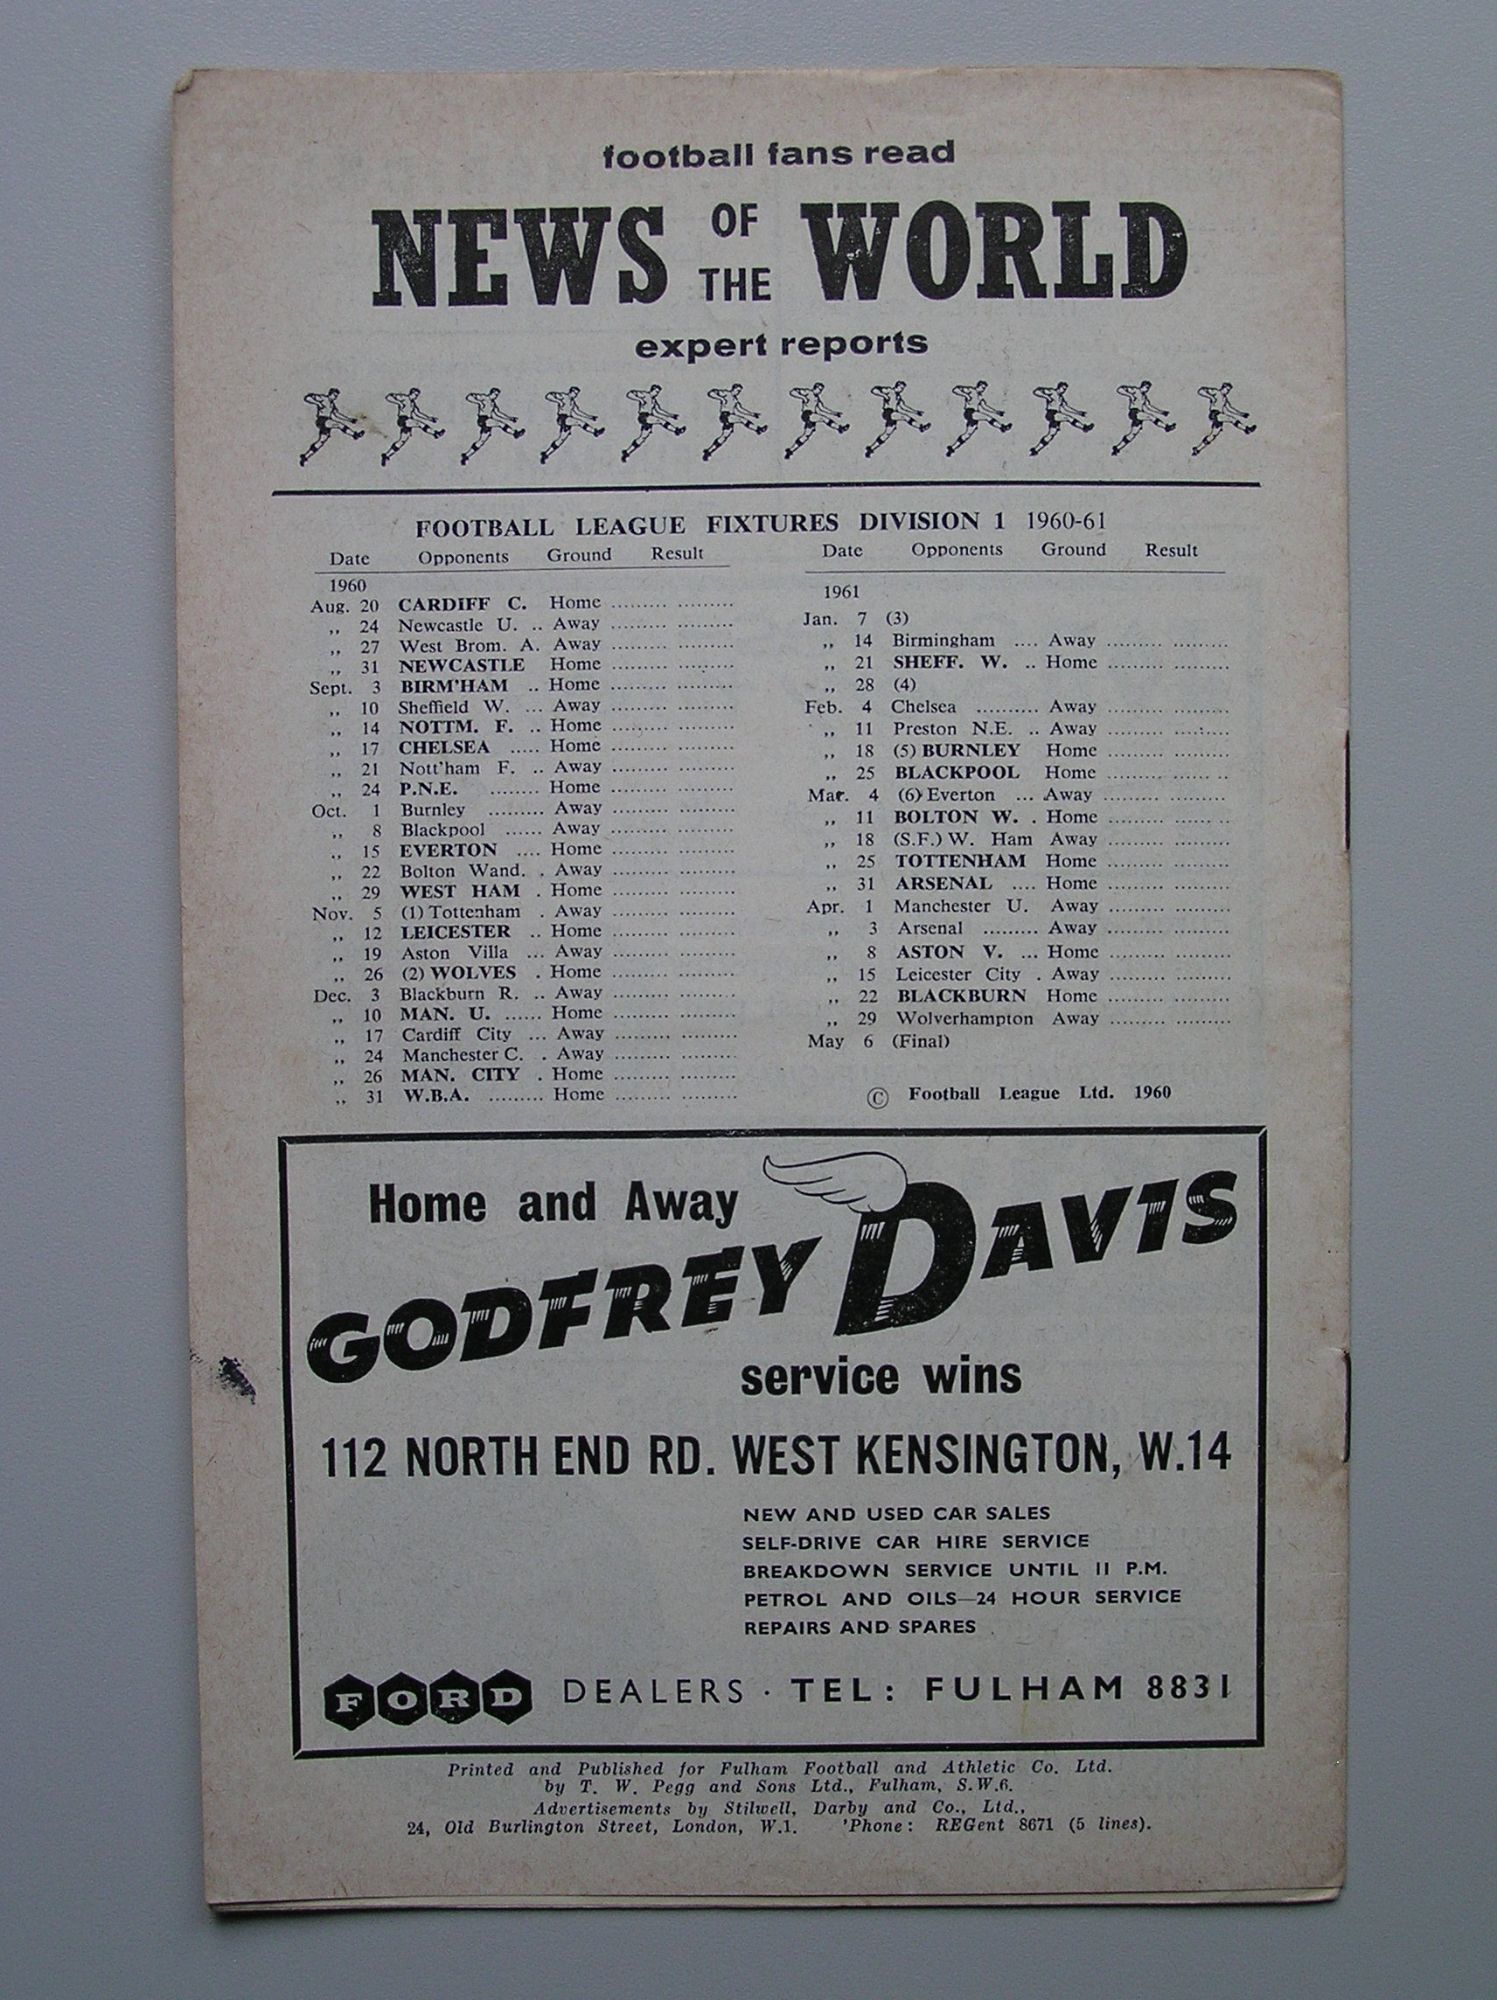 football fans read
NEWS OF THE WORLD
expert reports
FOOTBALL LEAGUE FIXTURES DIVISION 1 1960-61
Date Opponents Ground Result
1960
Aug. 20 CARDIFF C. Home ......... .........
,, 24 Newcastle U. .. Away ......... .........
,, 27 West Brom. A. Away ......... .........
,, 31 NEWCASTLE Home ......... .........
Sept. 3 BIRM'HAM .. Home ......... .........
,, 10 Sheffield W. ... Away ......... .........
,, 14 NOTTM. F. .. Home ......... .........
,, 17 CHELSEA ..... Home ......... .........
,, 21 Nott'ham F. .. Away ......... .........
,, 24 P.N.E. ........ Home ......... .........
Oct. 1 Burnley ......... Away ......... .........
,, 8 Blackpool ...... Away ......... .........
,, 15 EVERTON .... Home ......... .........
,, 22 Bolton Wand. . Away ......... .........
,, 29 WEST HAM . Home ......... .........
Nov. 5 (1) Tottenham . Away ......... .........
,, 12 LEICESTER .. Home ......... .........
,, 19 Aston Villa ... Away ......... .........
,, 26 (2) WOLVES . Home ......... .........
Dec. 3 Blackburn R. .. Away ......... .........
,, 10 MAN. U. ...... Home ......... .........
,, 17 Cardiff City ... Away ......... .........
,, 24 Manchester C. . Away ......... .........
,, 26 MAN. CITY . Home ......... .........
,, 31 W.B.A. ......... Home ......... .........
Date Opponents Ground Result
1961
Jan. 7 (3)
,, 14 Birmingham .... Away ......... .........
,, 21 SHEFF. W. .. Home ......... .........
,, 28 (4)
Feb. 4 Chelsea .......... Away ......... .........
,, 11 Preston N.E. .. Away ......... .........
,, 18 (5) BURNLEY Home ......... .........
,, 25 BLACKPOOL Home ......... .........
Mar. 4 (6) Everton ... Away ......... .........
,, 11 BOLTON W. . Home ......... .........
,, 18 (S.F.) W. Ham Away ......... .........
,, 25 TOTTENHAM Home ......... .........
,, 31 ARSENAL .... Home ......... .........
Apr. 1 Manchester U. Away ......... .........
,, 3 Arsenal ......... Away ......... .........
,, 8 ASTON V. ... Home ......... .........
,, 15 Leicester City . Away ......... .........
,, 22 BLACKBURN Home ......... .........
,, 29 Wolverhampton Away ......... .........
May 6 (Final)
© Football League Ltd. 1960
Home and Away
GODFREY DAVIS
service wins
112 NORTH END RD. WEST KENSINGTON, W.14
NEW AND USED CAR SALES
SELF-DRIVE CAR HIRE SERVICE
BREAKDOWN SERVICE UNTIL 11 P.M.
PETROL AND OILS—24 HOUR SERVICE
REPAIRS AND SPARES
FORD DEALERS · TEL: FULHAM 8831
Printed and Published for Fulham Football and Athletic Co. Ltd.
by T. W. Pegg and Sons Ltd., Fulham, S.W.6.
Advertisements by Stilwell, Darby and Co., Ltd.,
24, Old Burlington Street, London, W.1. 'Phone: REGent 8671 (5 lines).